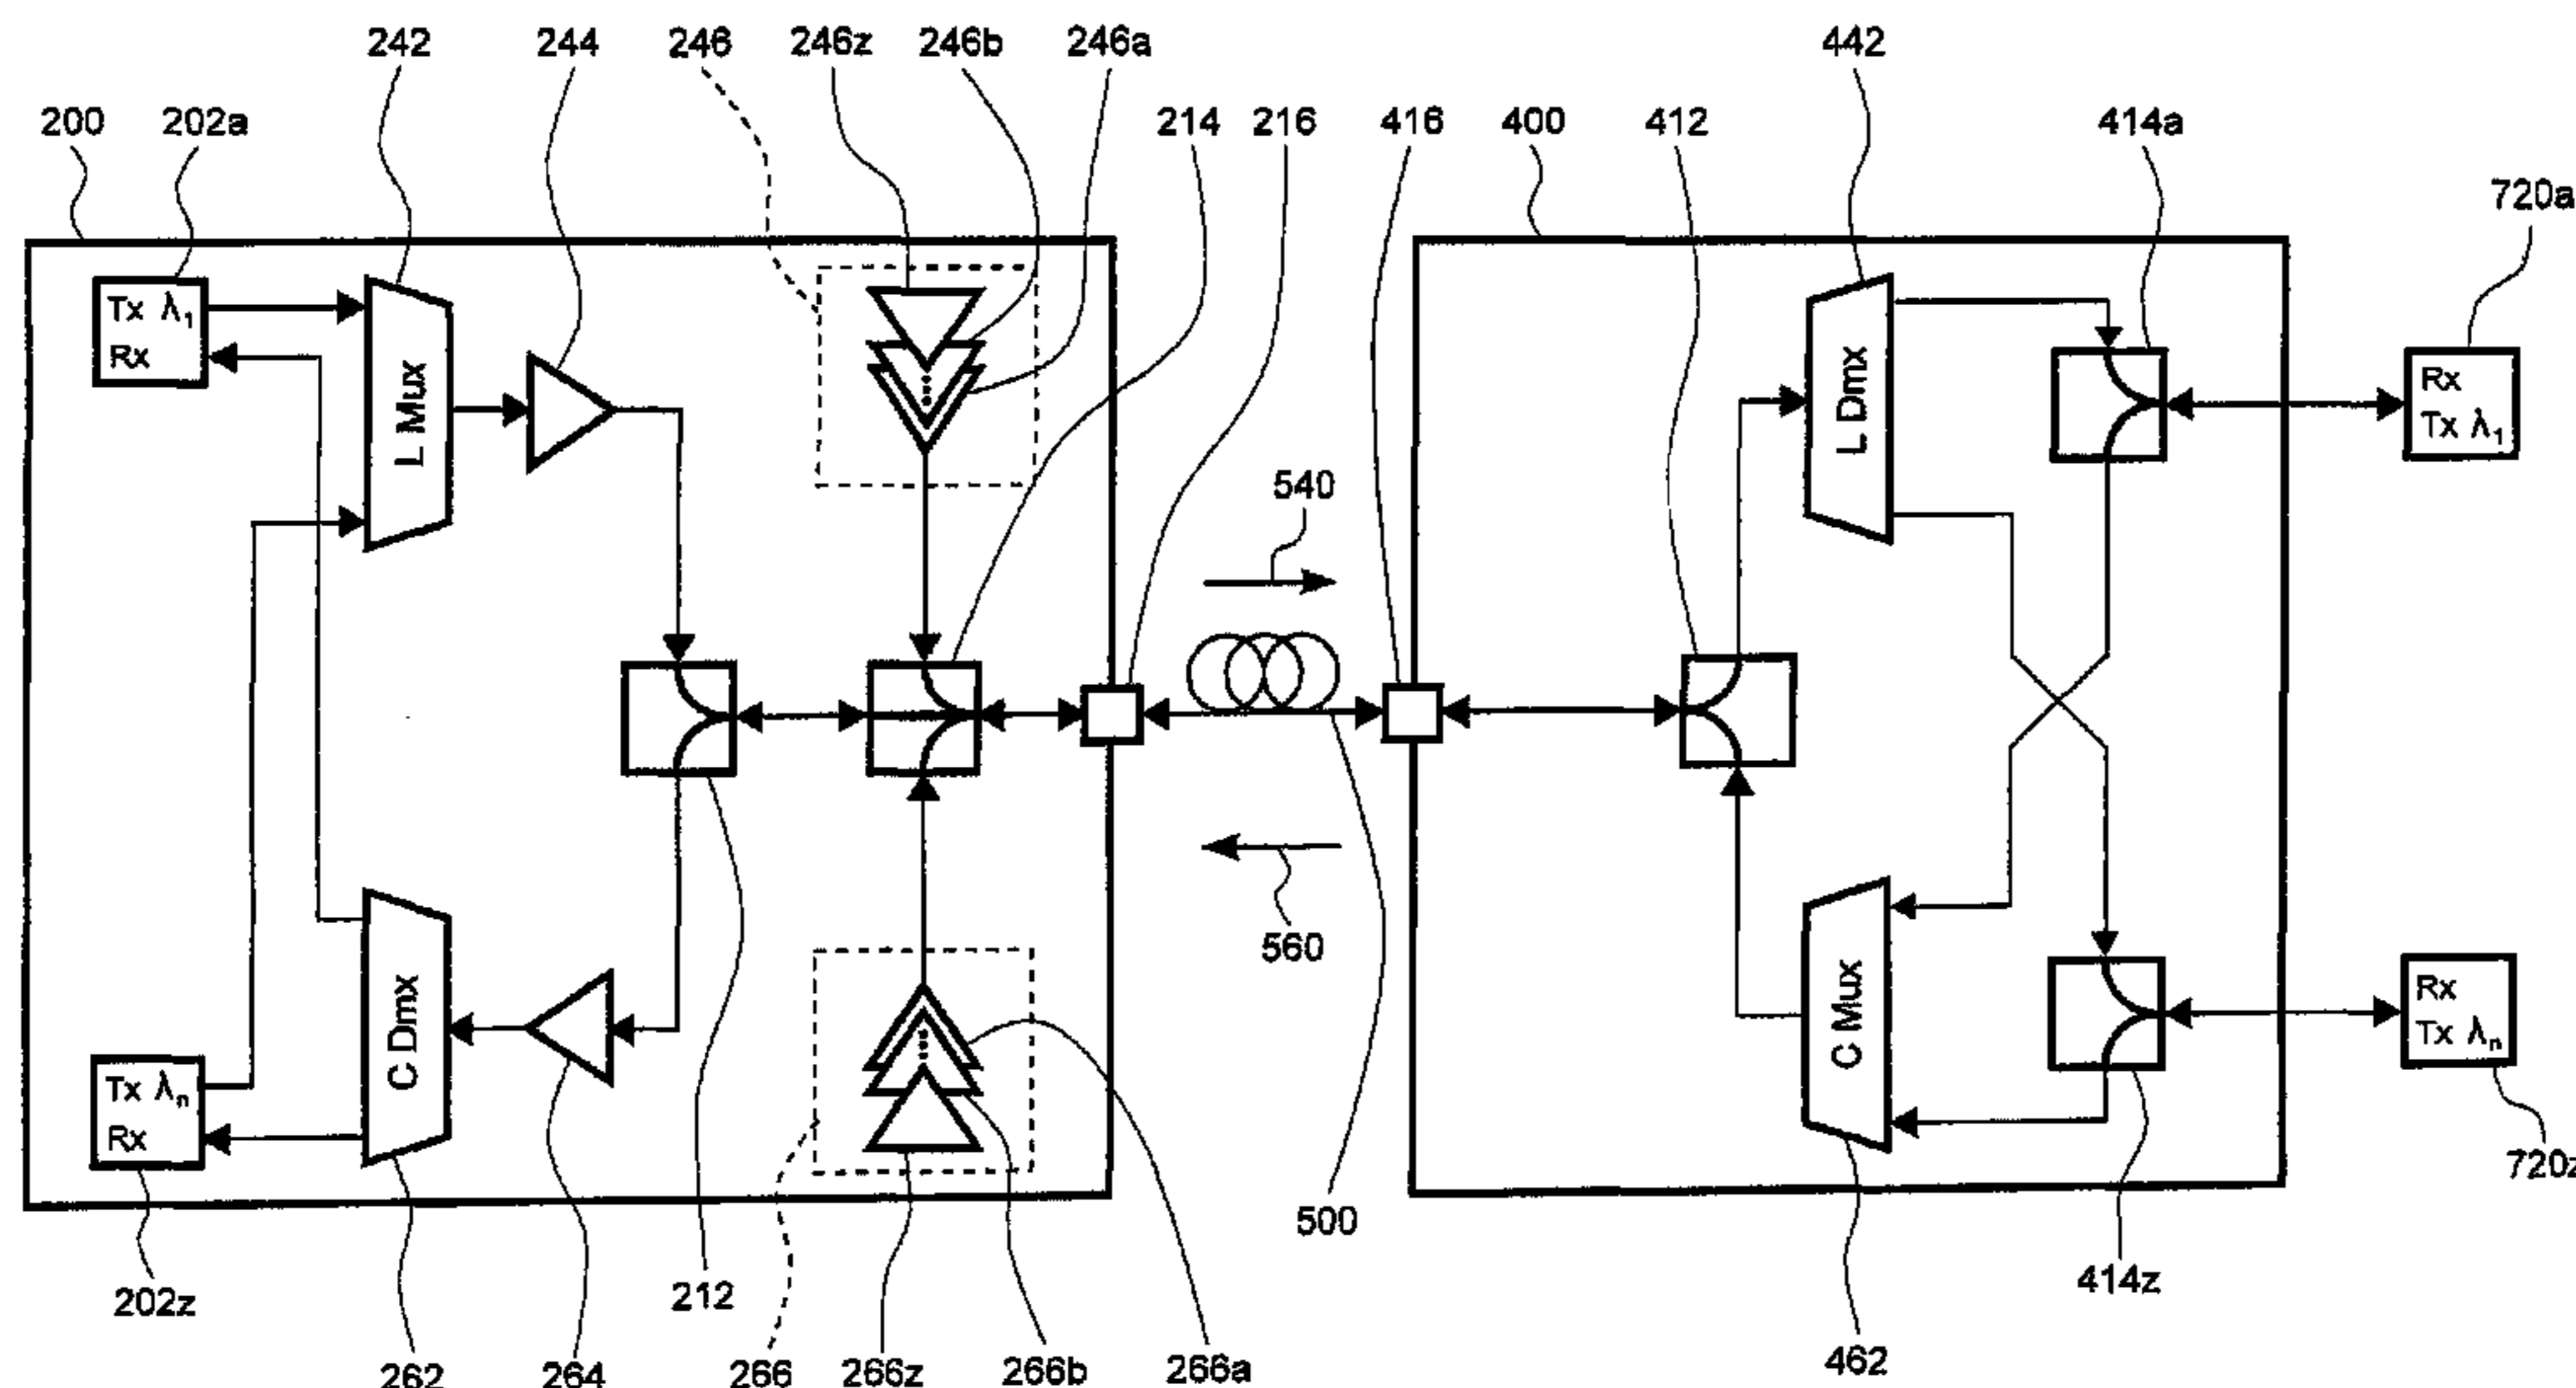 242 244 246 246z 246b 246a 442
200 202a 214 216 416 400 412 414a
720a
Tx λ1
Rx
L Mux
L Dmx
Rx
Tx λ1
540
560
C Dmx
C Mux
Tx λn
Rx
Rx
Tx λn
500
720z
202z 212 414z
262 264 266 266z 266b 266a 462